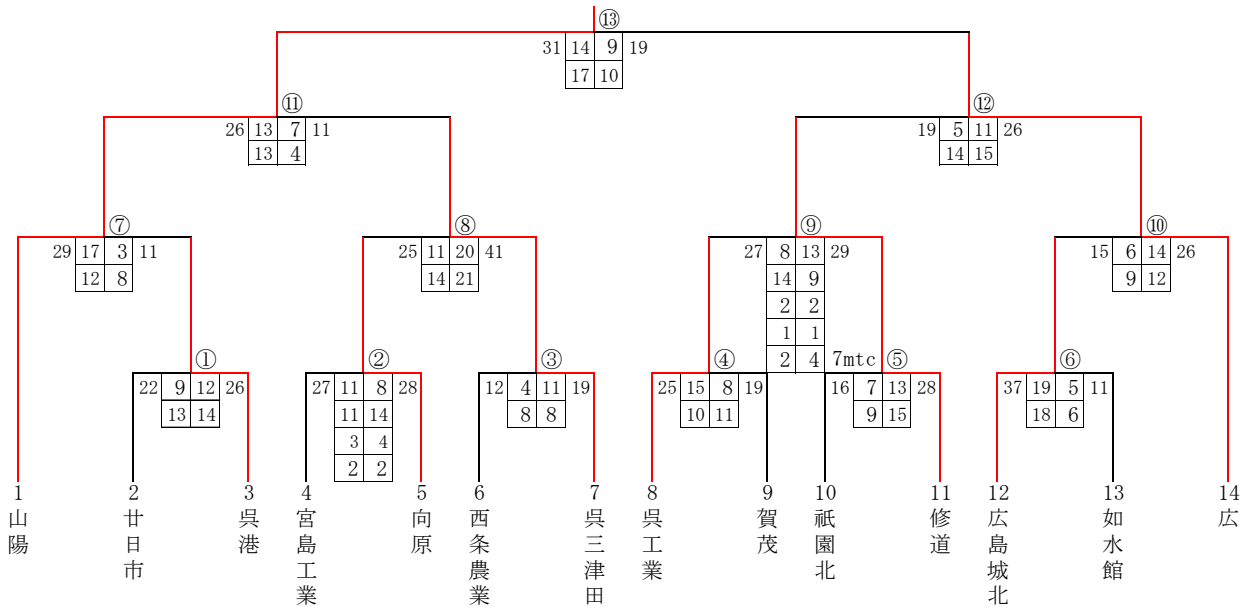 ⑬
31 14 9 19
17 10
⑪ ⑫
26 13 7 11 19 5 11 26
13 4 14 15
⑦ ⑧ ⑨ ⑩
29 17 3 11 25 11 20 41 27 8 13 29 15 6 14 26
12 8 14 21 14 9 9 12
2 2
1 1
2 4 7mtc
① ② ③ ④ ⑤ ⑥
22 9 12 26 27 11 8 28 12 4 11 19 25 15 8 19 16 7 13 28 37 19 5 11
13 14 11 14 8 8 10 11 9 15 18 6
3 4
2 2
1 2 3 4 5 6 7 8 9 10 11 12 13 14
山陽
廿日市
呉港
宮島工業
向原
西条農業
呉三津田
呉工業
賀茂
祇園北
修道
広島城北
如水館
広